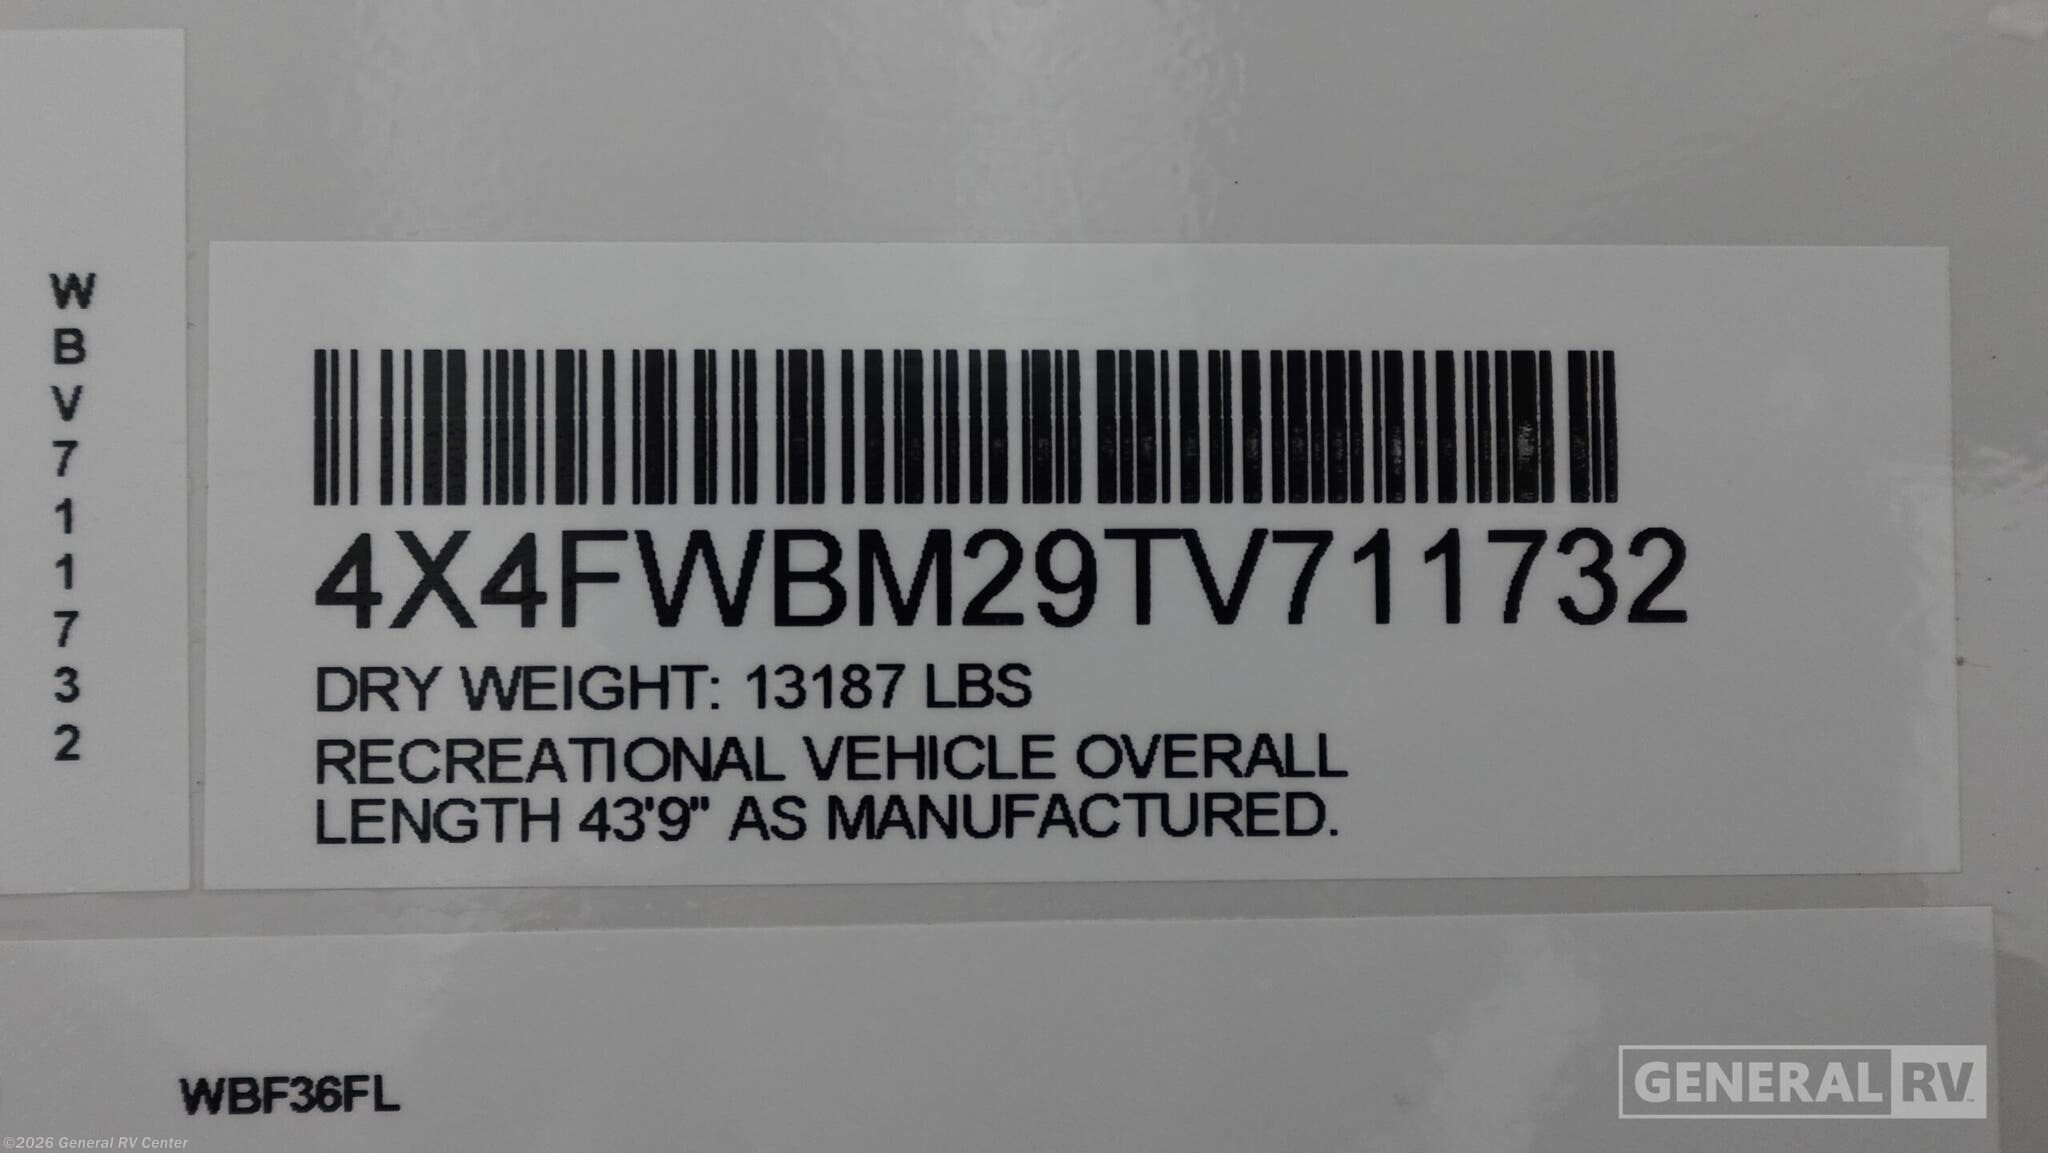 W
B
V
7
1
1
7
3
2
4X4FWBM29TV711732
DRY WEIGHT: 13187 LBS
RECREATIONAL VEHICLE OVERALL
LENGTH 43'9" AS MANUFACTURED.
WBF36FL
GENERAL RV
©2026 General RV Center